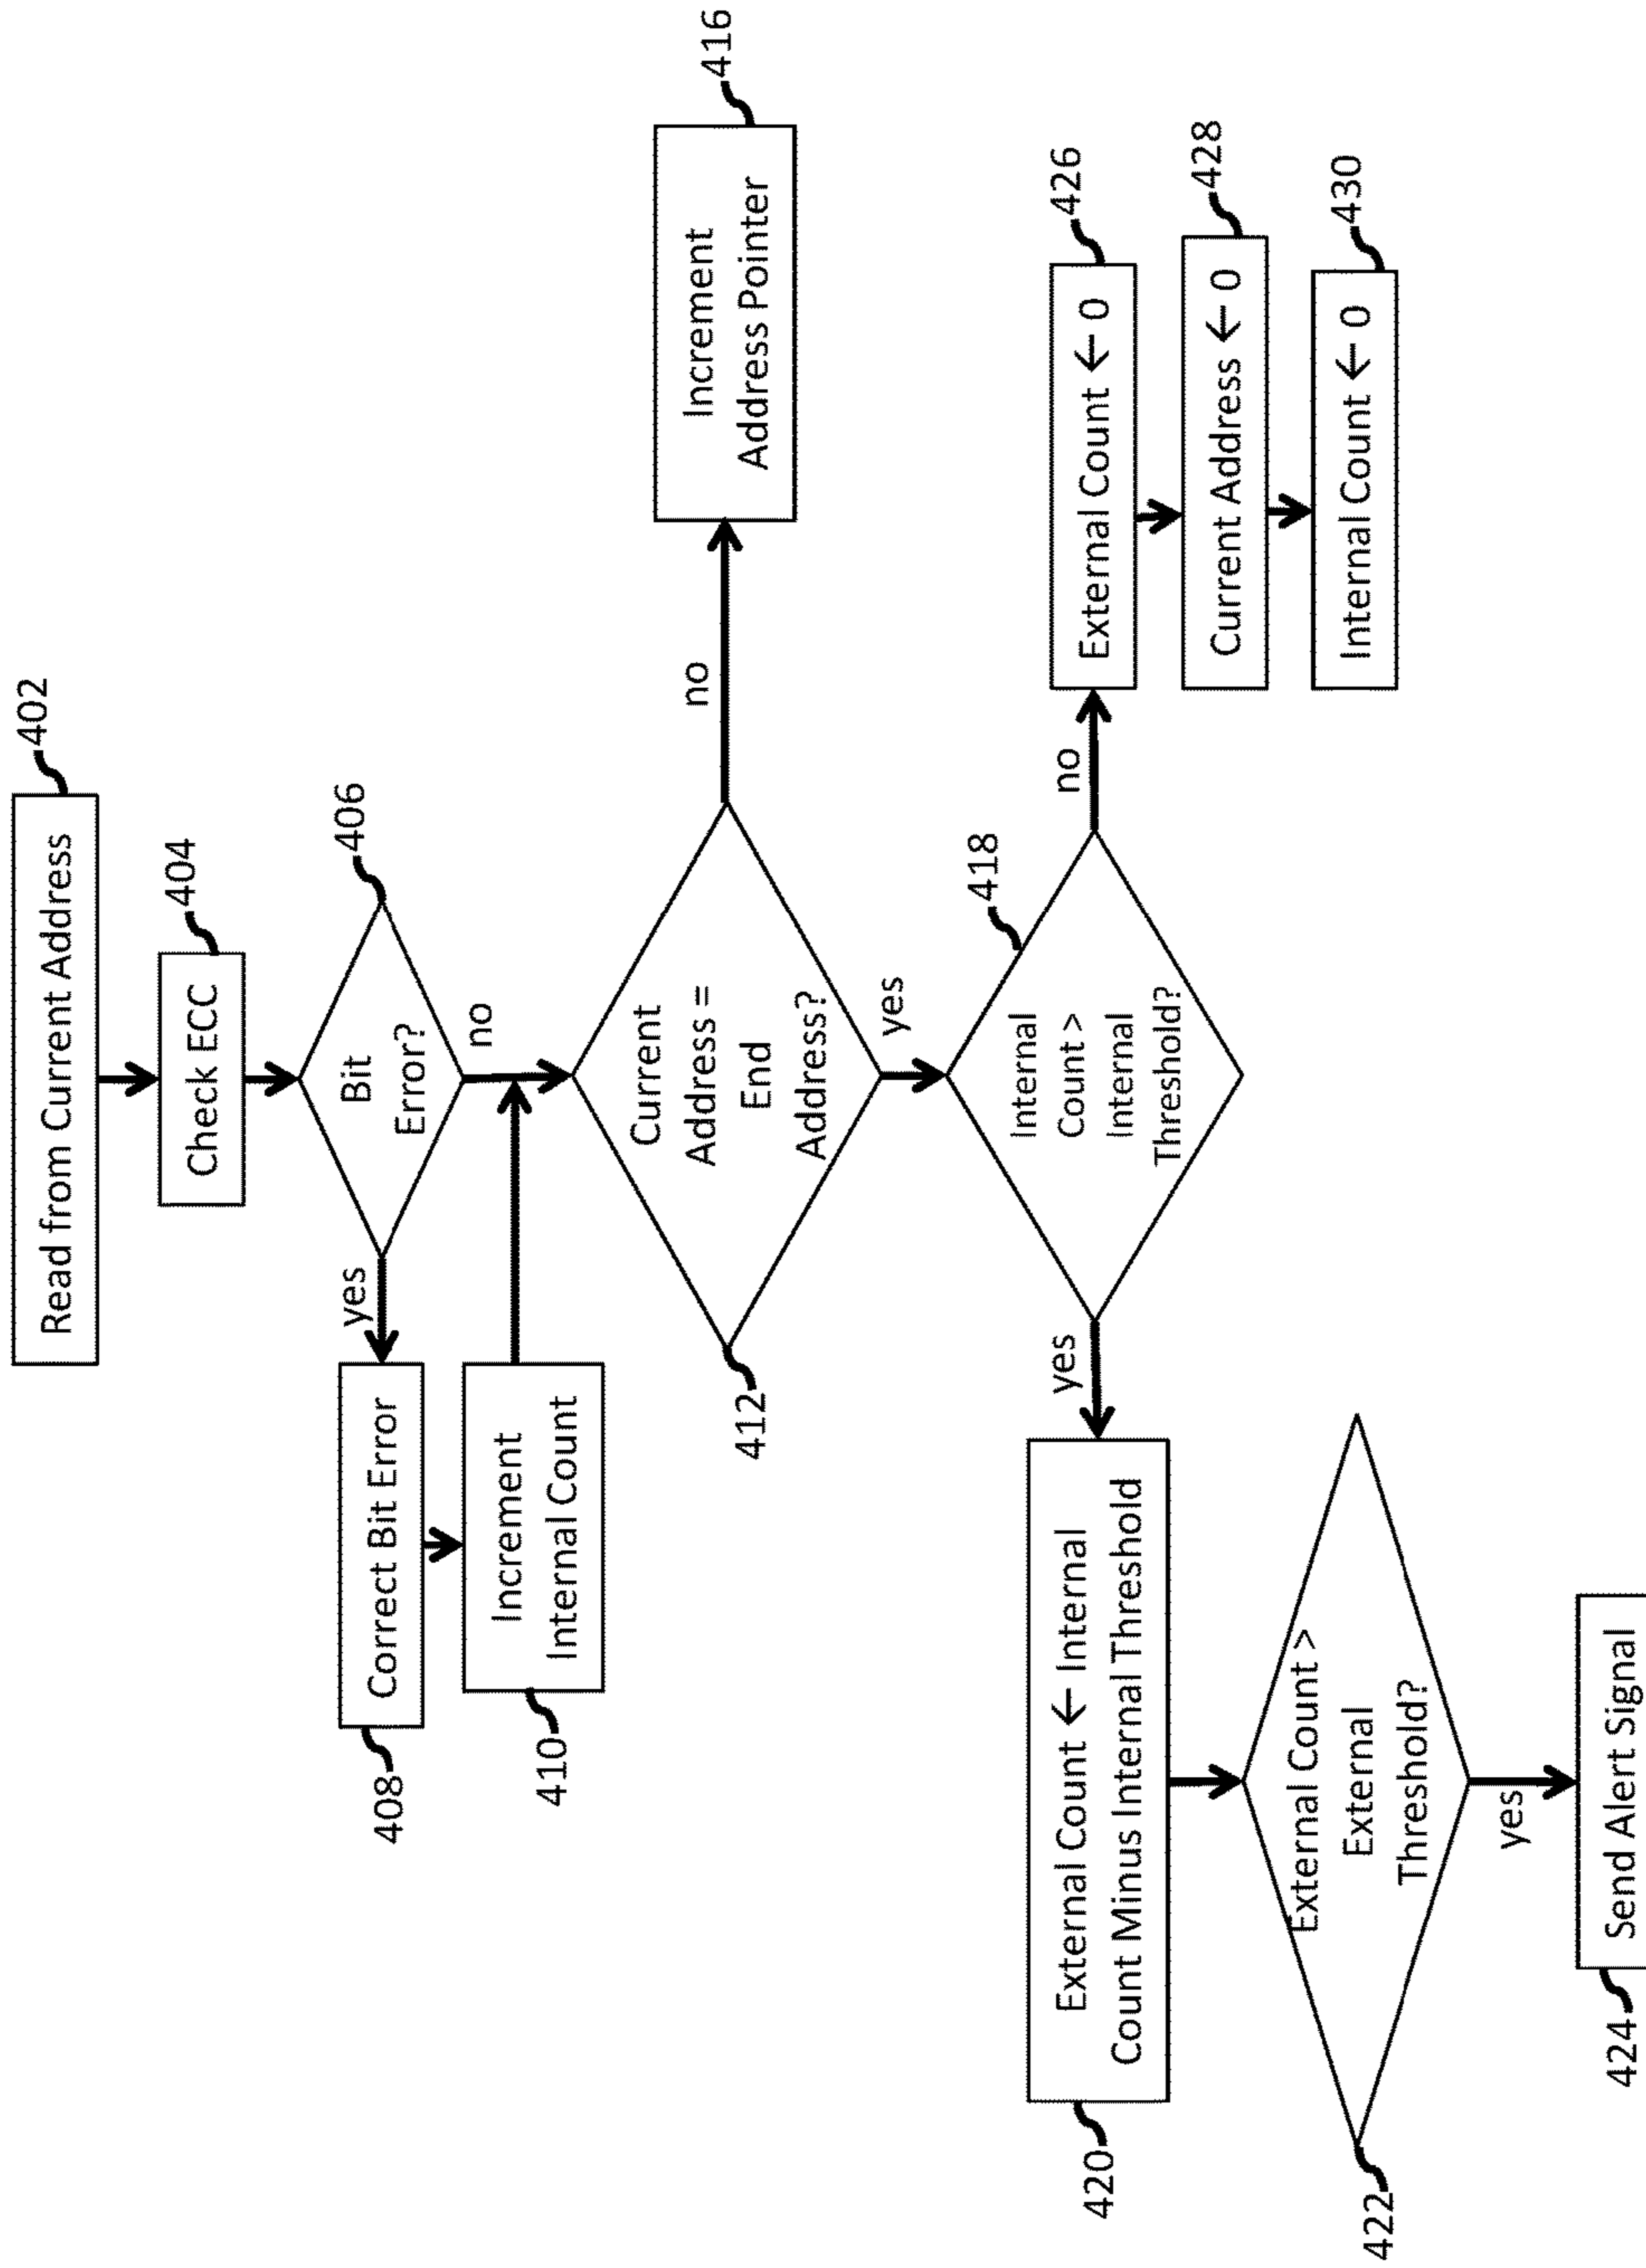 Read from Current Address
402
Check ECC
404
Bit
Error?
406
yes
no
Correct Bit Error
408
Increment
Internal Count
410
Current
Address =
End
Address?
412
no
Increment
Address Pointer
416
yes
Internal
Count >
Internal
Threshold?
418
yes
no
External Count ← Internal
Count Minus Internal Threshold
420
External Count ← 0
426
Current Address ← 0
428
Internal Count ← 0
430
External Count >
External
Threshold?
422
yes
Send Alert Signal
424